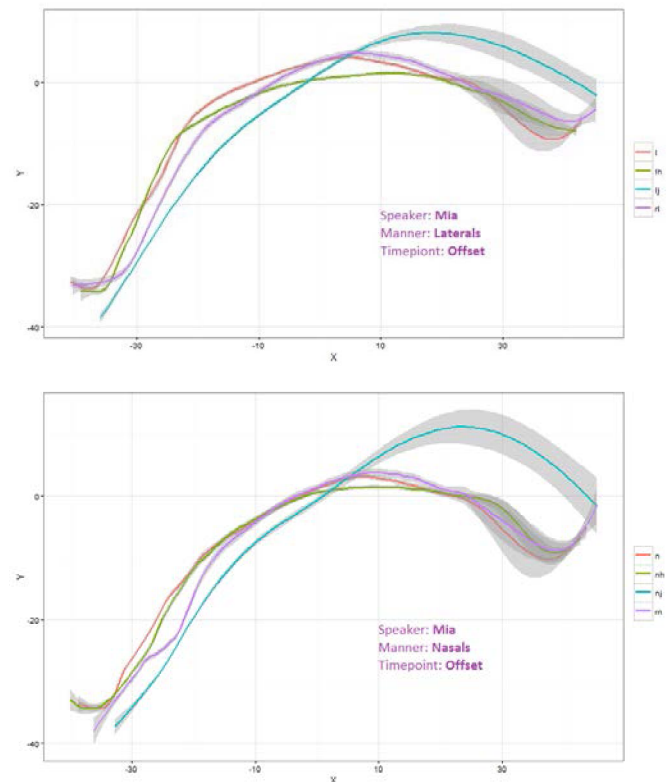 0
-20
-40
Y
-30
-10
10
30
X
Speaker: Mia
Manner: Laterals
Timepiont: Offset
l
lh
lj
rl
0
-20
-40
Y
-30
-10
10
30
X
Speaker: Mia
Manner: Nasals
Timepoint: Offset
n
nh
nj
rn